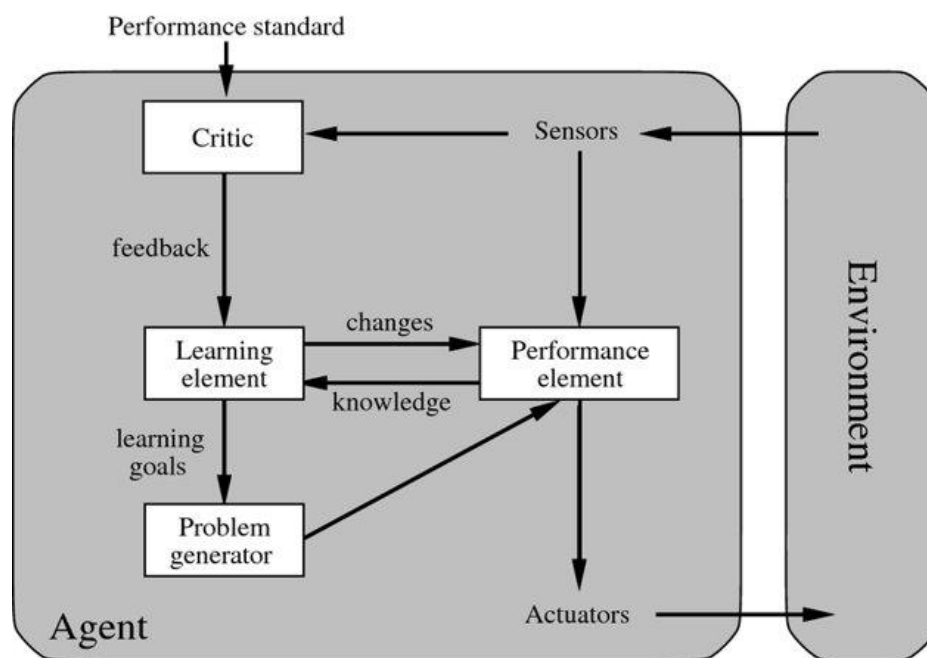 Performance standard
Critic
Sensors
feedback
changes
Learning
element
Performance
element
knowledge
learning
goals
Problem
generator
Agent
Actuators
Environment